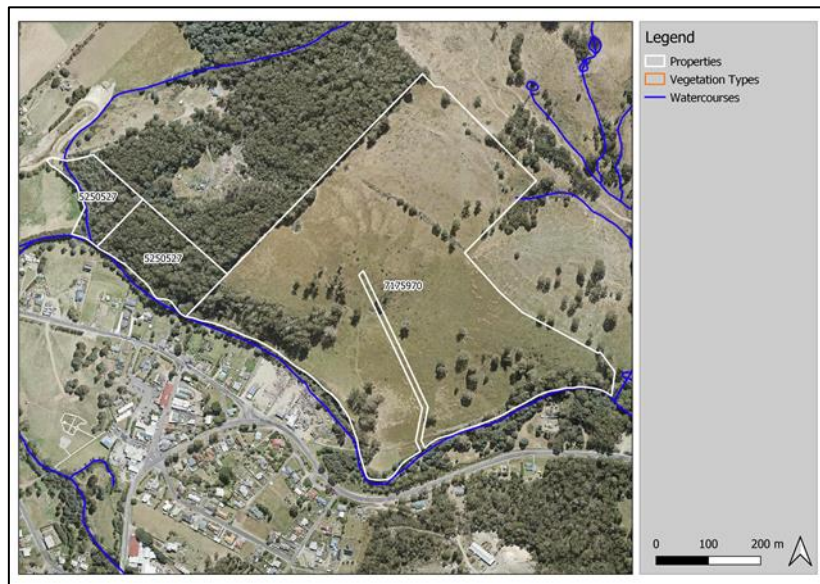 Legend
Properties
Vegetation Types
Watercourses
5250527
5250527
7175970
0 100 200 m